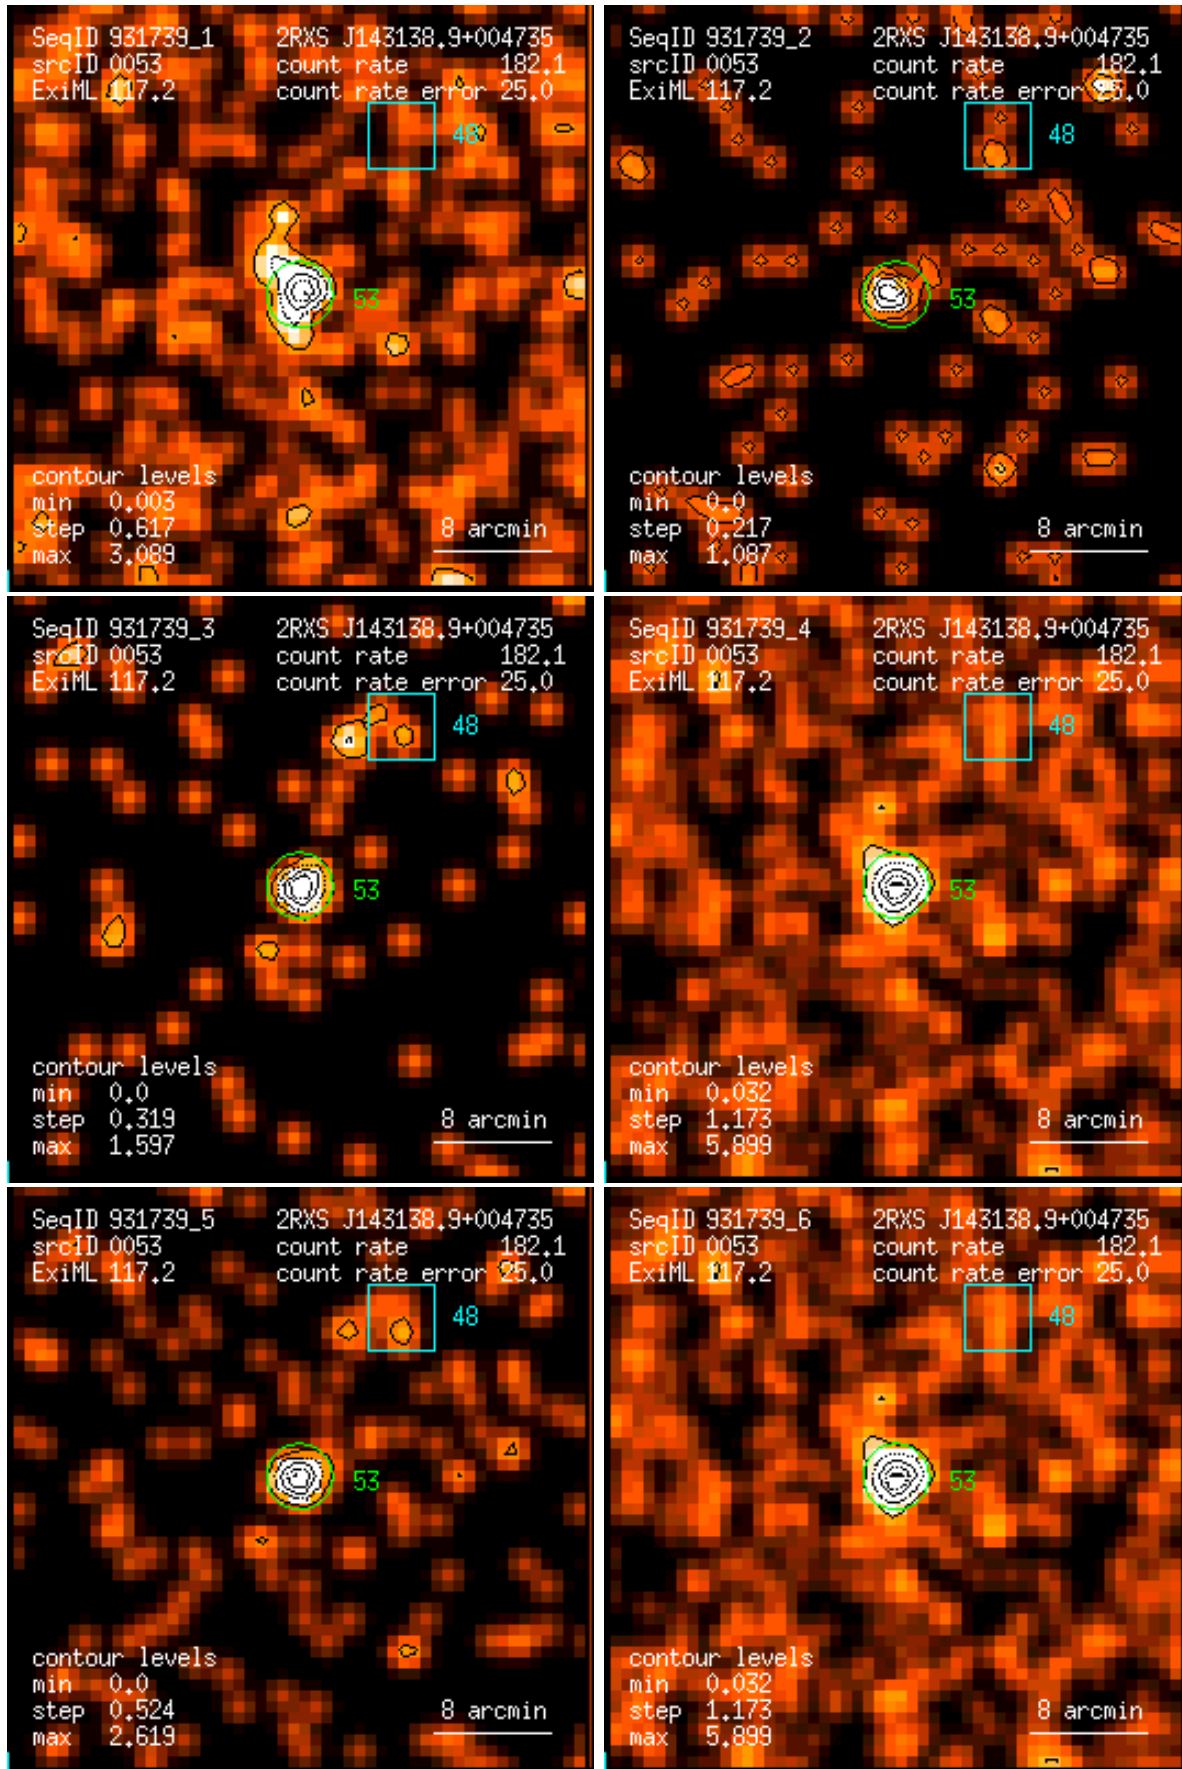 SeqID 931739_1 2RXS J143138.9+004735
srcID 0053 count rate 182.1
ExiML 117.2 count rate error 25.0
48
53
contour levels
min 0.003
step 0.617 8 arcmin
max 3.089
SeqID 931739_2 2RXS J143138.9+004735
srcID 0053 count rate 182.1
ExiML 117.2 count rate error 25.0
48
53
contour levels
min 0.0
step 0.217 8 arcmin
max 1.087
SeqID 931739_3 2RXS J143138.9+004735
srcID 0053 count rate 182.1
ExiML 117.2 count rate error 25.0
48
53
contour levels
min 0.0
step 0.319 8 arcmin
max 1.597
SeqID 931739_4 2RXS J143138.9+004735
srcID 0053 count rate 182.1
ExiML 117.2 count rate error 25.0
48
53
contour levels
min 0.032
step 1.173 8 arcmin
max 5.899
SeqID 931739_5 2RXS J143138.9+004735
srcID 0053 count rate 182.1
ExiML 117.2 count rate error 25.0
48
53
contour levels
min 0.0
step 0.524 8 arcmin
max 2.619
SeqID 931739_6 2RXS J143138.9+004735
srcID 0053 count rate 182.1
ExiML 117.2 count rate error 25.0
48
53
contour levels
min 0.032
step 1.173 8 arcmin
max 5.899